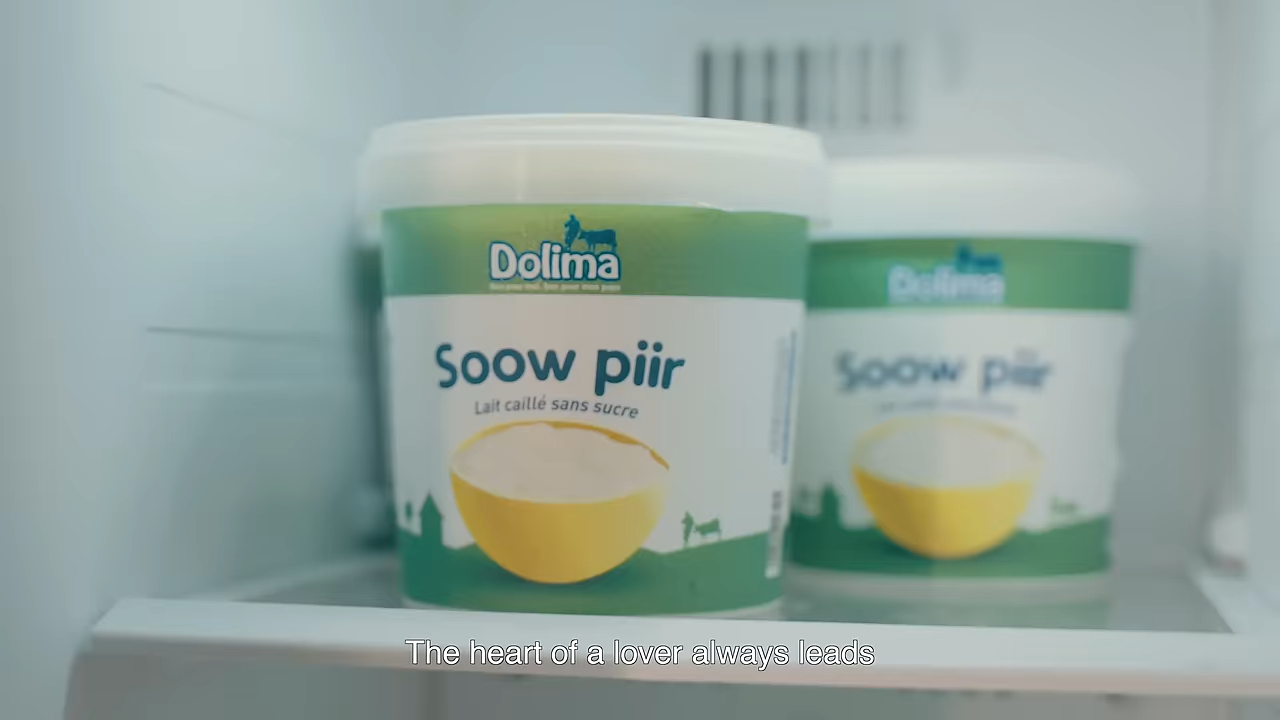 Dolima
Soow piir
Lait caillé sans sucre
Dolima
Soow piir
The heart of a lover always leads